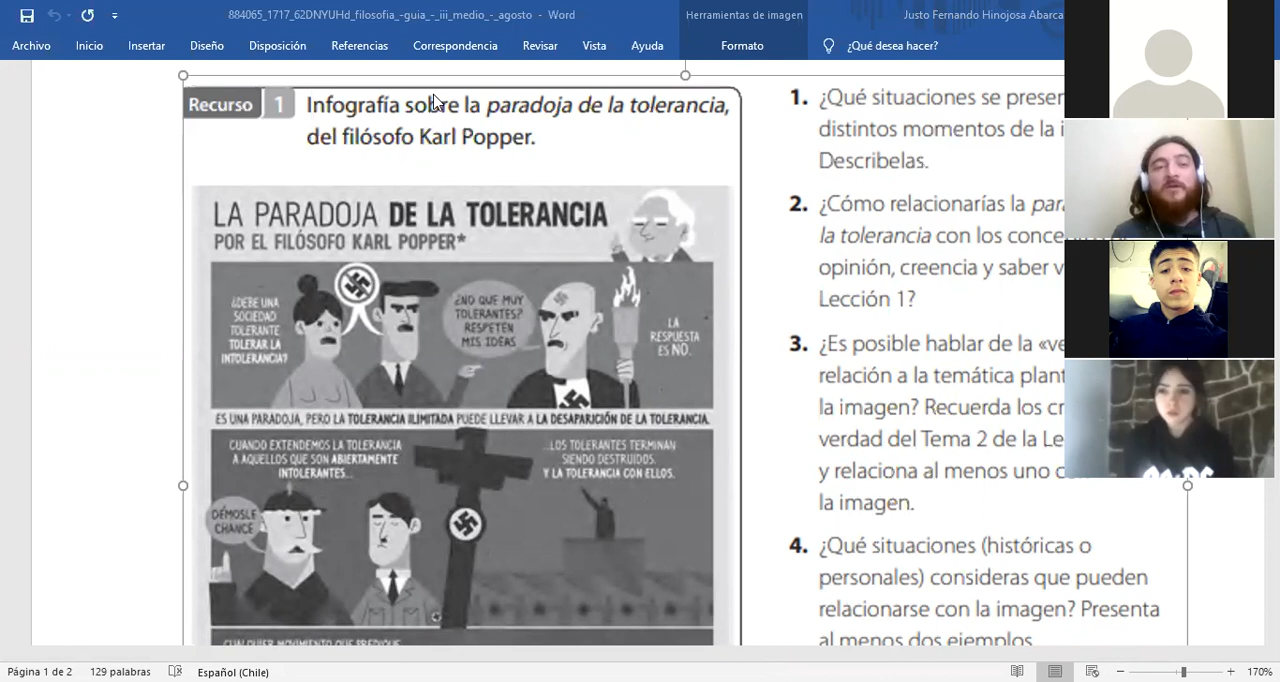 884065_1717_62DNYUHd_filosofia_-guia_-_iii_medio_-_agosto - Word
Herramientas de imagen
Justo Fernando Hinojosa Abarca
Archivo
Inicio
Insertar
Diseño
Disposición
Referencias
Correspondencia
Revisar
Vista
Ayuda
Formato
¿Qué desea hacer?
Recurso 1
Infografía sobre la paradoja de la tolerancia,
del filósofo Karl Popper.
LA PARADOJA DE LA TOLERANCIA
POR EL FILÓSOFO KARL POPPER*
¿DEBE UNA
SOCIEDAD
TOLERANTE
TOLERAR LA
INTOLERANCIA?
¿NO QUE MUY
TOLERANTES?
RESPETEN
MIS IDEAS
LA
RESPUESTA
ES NO.
ES UNA PARADOJA, PERO LA TOLERANCIA ILIMITADA PUEDE LLEVAR A LA DESAPARICIÓN DE LA TOLERANCIA.
CUANDO EXTENDEMOS LA TOLERANCIA
A AQUELLOS QUE SON ABIERTAMENTE
INTOLERANTES...
...LOS TOLERANTES TERMINAN
SIENDO DESTRUIDOS.
Y LA TOLERANCIA CON ELLOS.
DÉMOSLE
CHANCE
CUALQUIER MOVIMIENTO QUE PREDIQUE
1. ¿Qué situaciones se presen
distintos momentos de la i
Descríbelas.
2. ¿Cómo relacionarías la par
la tolerancia con los conce
opinión, creencia y saber v
Lección 1?
3. ¿Es posible hablar de la «ve
relación a la temática plant
la imagen? Recuerda los cr
verdad del Tema 2 de la Le
y relaciona al menos uno c
la imagen.
4. ¿Qué situaciones (históricas o
personales) consideras que pueden
relacionarse con la imagen? Presenta
al menos dos ejemplos.
Página 1 de 2
129 palabras
Español (Chile)
170%